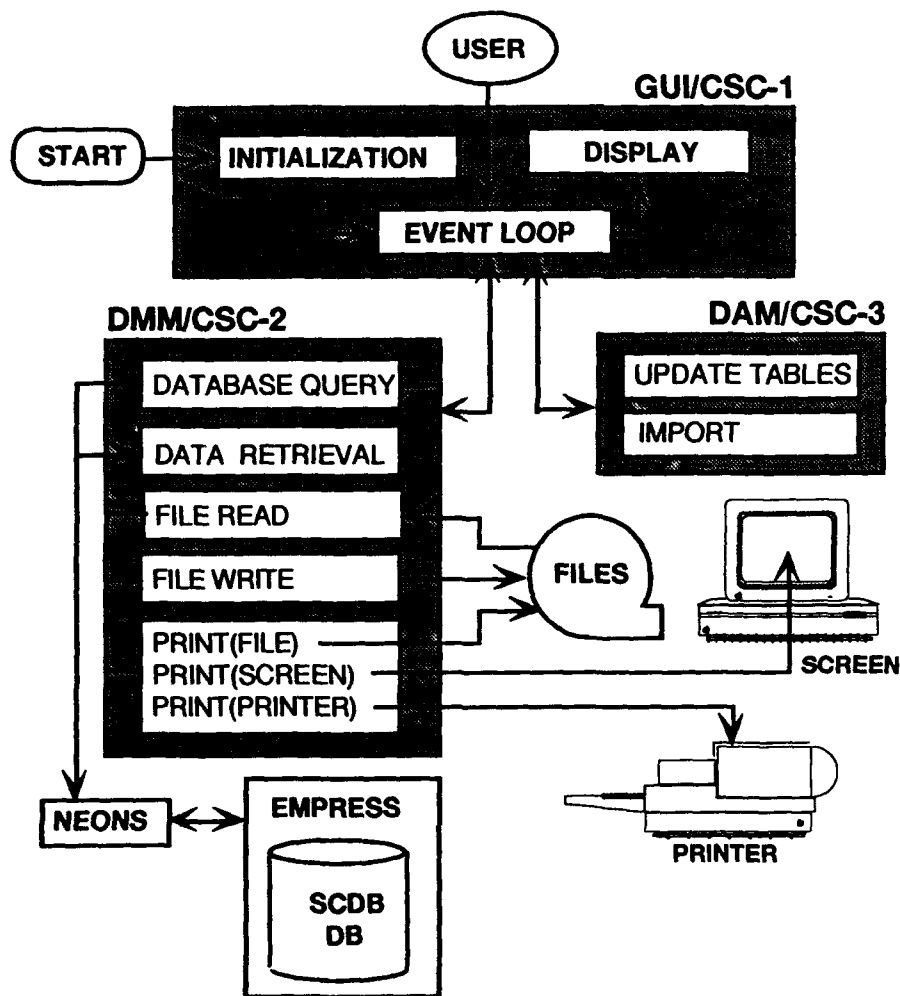 USER
GUI/CSC-1
START
INITIALIZATION
DISPLAY
EVENT LOOP
DMM/CSC-2
DAM/CSC-3
DATABASE QUERY
DATA RETRIEVAL
FILE READ
FILE WRITE
PRINT(FILE)
PRINT(SCREEN)
PRINT(PRINTER)
UPDATE TABLES
IMPORT
FILES
SCREEN
PRINTER
NEONS
EMPRESS
SCDB
DB